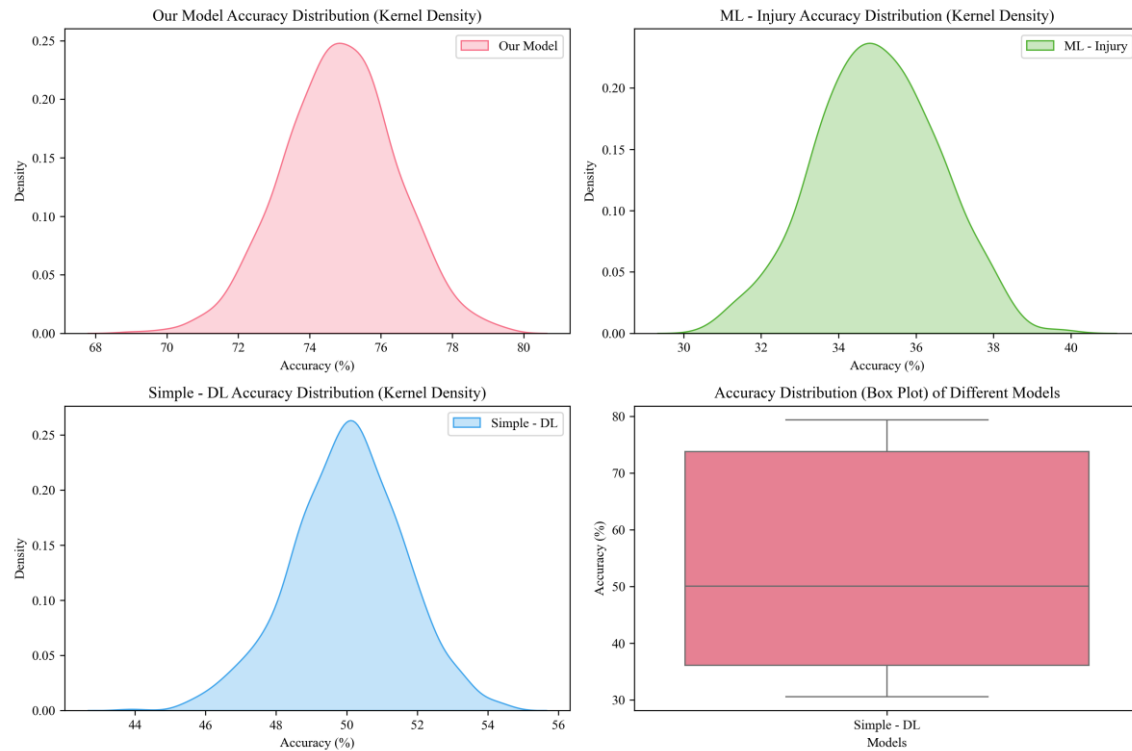 Our Model Accuracy Distribution (Kernel Density)
Our Model
Density
0.25
0.20
0.15
0.10
0.05
0.00
68 70 72 74 76 78 80
Accuracy (%)
ML - Injury Accuracy Distribution (Kernel Density)
ML - Injury
Density
0.20
0.15
0.10
0.05
0.00
30 32 34 36 38 40
Accuracy (%)
Simple - DL Accuracy Distribution (Kernel Density)
Simple - DL
Density
0.25
0.20
0.15
0.10
0.05
0.00
44 46 48 50 52 54 56
Accuracy (%)
Accuracy Distribution (Box Plot) of Different Models
Accuracy (%)
80
70
60
50
40
30
Simple - DL
Models